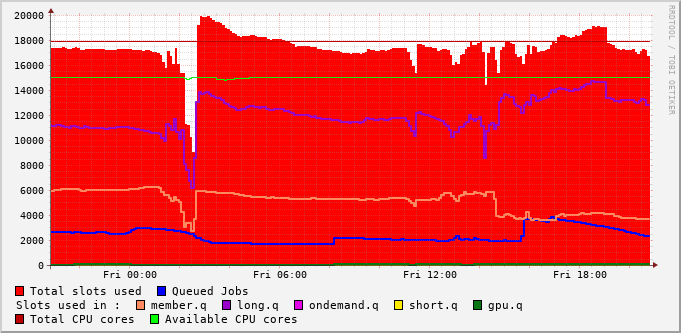 20000
18000
16000
14000
12000
10000
8000
6000
4000
2000
0
Fri 00:00 Fri 06:00 Fri 12:00 Fri 18:00
RRDTOOL / TOBI OETIKER
Total slots used Queued Jobs
Slots used in : member.q long.q ondemand.q short.q gpu.q
Total CPU cores Available CPU cores